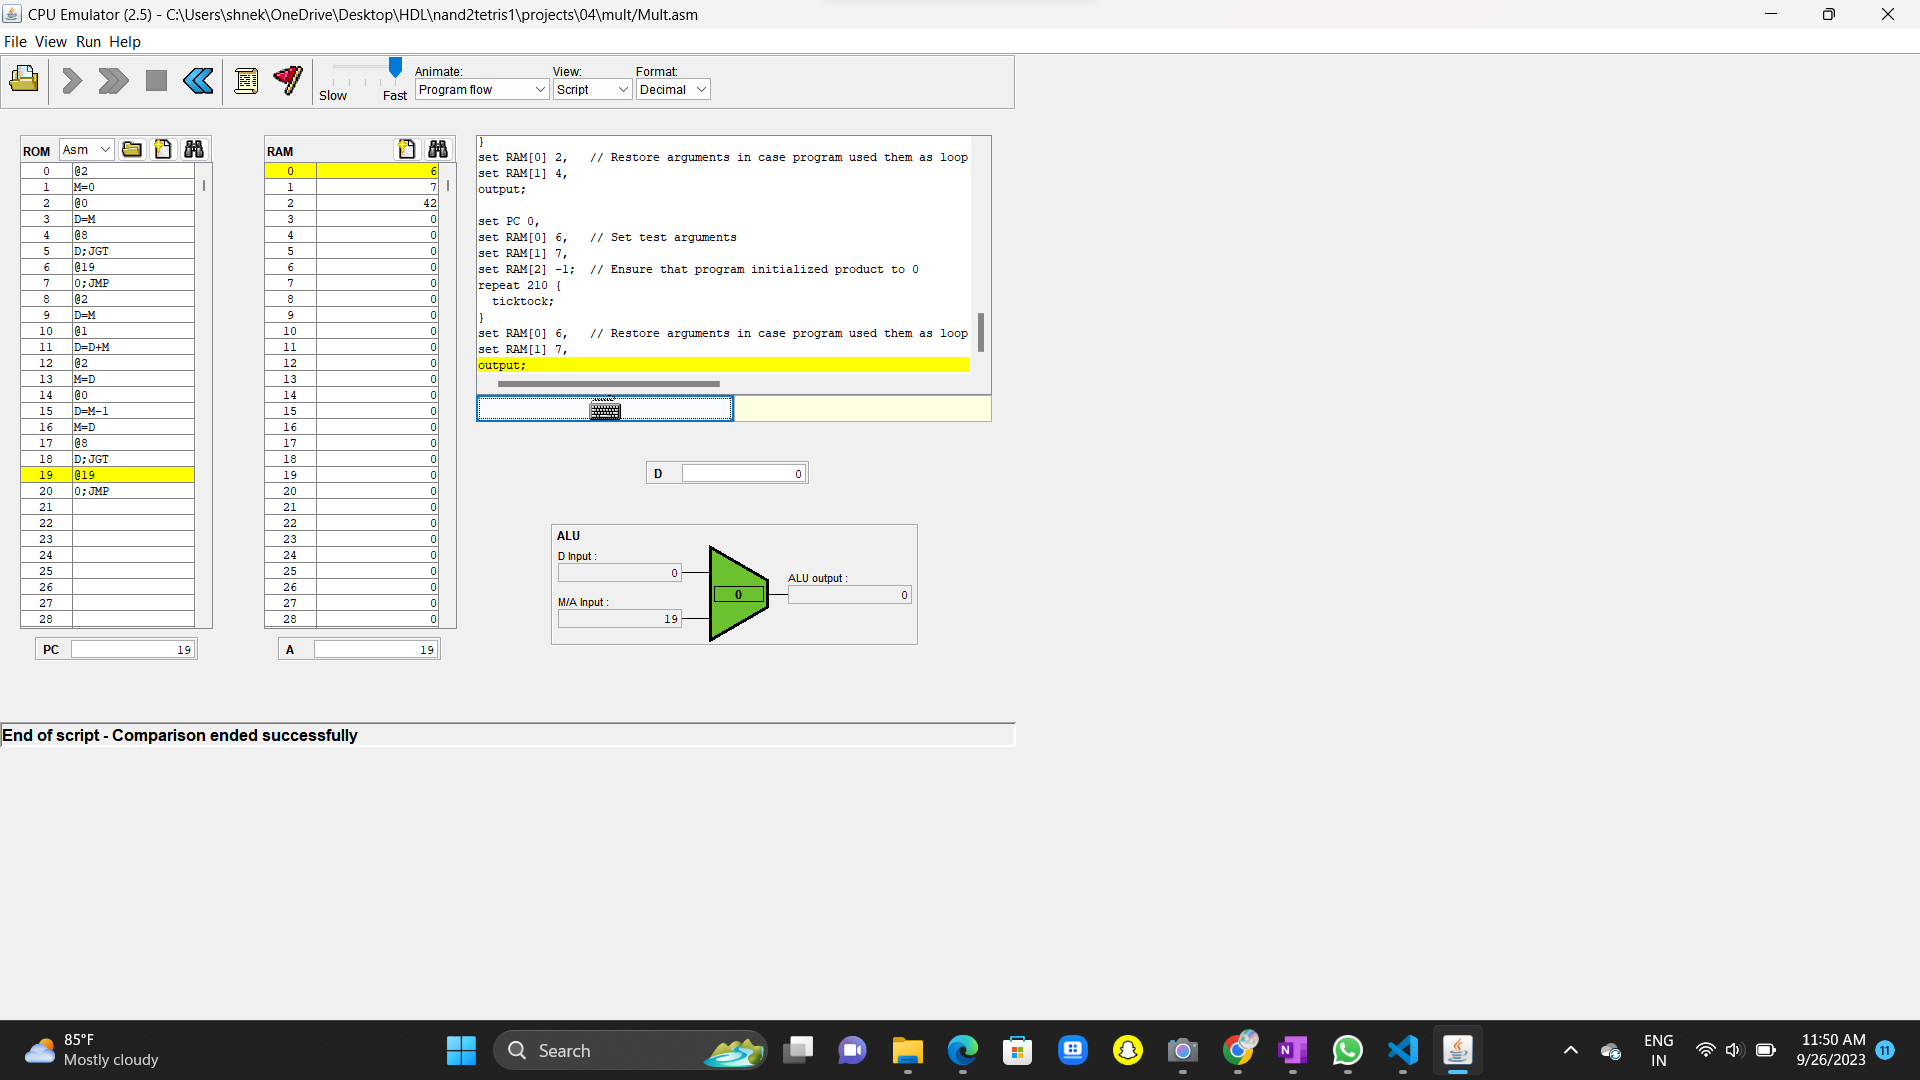 CPU Emulator (2.5) - C:\Users\shnek\OneDrive\Desktop\HDL\nand2tetris1\projects\04\mult/Mult.asm
File View Run Help
Slow Fast
Animate:
Program flow
View:
Script
Format:
Decimal
ROM Asm
0 @2
1 M=0
2 @0
3 D=M
4 @8
5 D;JGT
6 @19
7 0;JMP
8 @2
9 D=M
10 @1
11 D=D+M
12 @2
13 M=D
14 @0
15 D=M-1
16 M=D
17 @8
18 D;JGT
19 @19
20 0;JMP
21
22
23
24
25
26
27
28
PC 19
RAM
0 6
1 7
2 42
3 0
4 0
5 0
6 0
7 0
8 0
9 0
10 0
11 0
12 0
13 0
14 0
15 0
16 0
17 0
18 0
19 0
20 0
21 0
22 0
23 0
24 0
25 0
26 0
27 0
28 0
A 19
}
set RAM[0] 2,   // Restore arguments in case program used them as loop
set RAM[1] 4,
output;
set PC 0,
set RAM[0] 6,   // Set test arguments
set RAM[1] 7,
set RAM[2] -1;  // Ensure that program initialized product to 0
repeat 210 {
  ticktock;
}
set RAM[0] 6,   // Restore arguments in case program used them as loop
set RAM[1] 7,
output;
D 0
ALU
D Input :
0
M/A Input :
19
0
ALU output :
0
End of script - Comparison ended successfully
85°F
Mostly cloudy
Search
ENG
IN
11:50 AM
9/26/2023
11